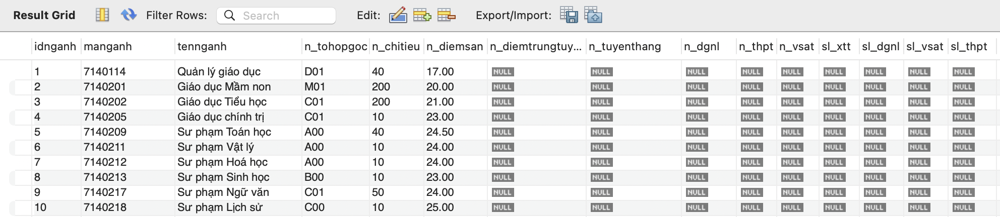 Result Grid Filter Rows: Search Edit: Export/Import:
idnganh manganh tennganh n_tohopgoc n_chitieu n_diemsan n_diemtrungtuy... n_tuyenthang n_dgnl n_thpt n_vsat sl_xtt sl_dgnl sl_vsat sl_thpt
1 7140114 Quản lý giáo dục D01 40 17.00 NULL NULL NULL NULL NULL NULL NULL NULL NULL
2 7140201 Giáo dục Mầm non M01 200 20.00 NULL NULL NULL NULL NULL NULL NULL NULL NULL
3 7140202 Giáo dục Tiểu học C01 200 21.00 NULL NULL NULL NULL NULL NULL NULL NULL NULL
4 7140205 Giáo dục chính trị C01 10 23.00 NULL NULL NULL NULL NULL NULL NULL NULL NULL
5 7140209 Sư phạm Toán học A00 40 24.50 NULL NULL NULL NULL NULL NULL NULL NULL NULL
6 7140211 Sư phạm Vật lý A00 10 24.00 NULL NULL NULL NULL NULL NULL NULL NULL NULL
7 7140212 Sư phạm Hoá học A00 10 24.00 NULL NULL NULL NULL NULL NULL NULL NULL NULL
8 7140213 Sư phạm Sinh học B00 10 23.00 NULL NULL NULL NULL NULL NULL NULL NULL NULL
9 7140217 Sư phạm Ngữ văn C01 50 24.00 NULL NULL NULL NULL NULL NULL NULL NULL NULL
10 7140218 Sư phạm Lịch sử C00 10 25.00 NULL NULL NULL NULL NULL NULL NULL NULL NULL